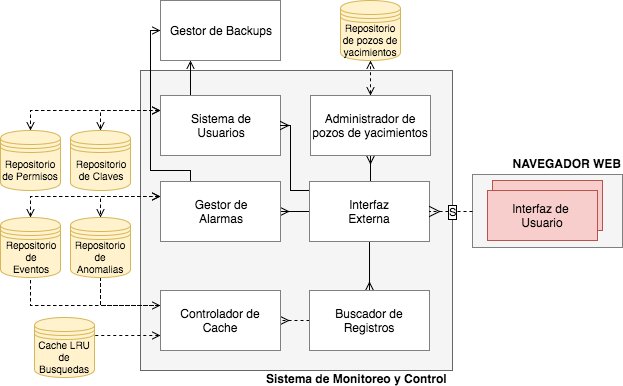 Gestor de Backups
Repositorio
de pozos de
yacimientos
Sistema de
Usuarios
Administrador de
pozos de yacimientos
Repositorio
de Permisos
Repositorio
de Claves
NAVEGADOR WEB
Gestor de
Alarmas
Interfaz
Externa
S
Interfaz de
Usuario
Repositorio
de
Eventos
Repositorio
de
Anomalias
Controlador de
Cache
Buscador de
Registros
Cache LRU
de
Busquedas
Sistema de Monitoreo y Control